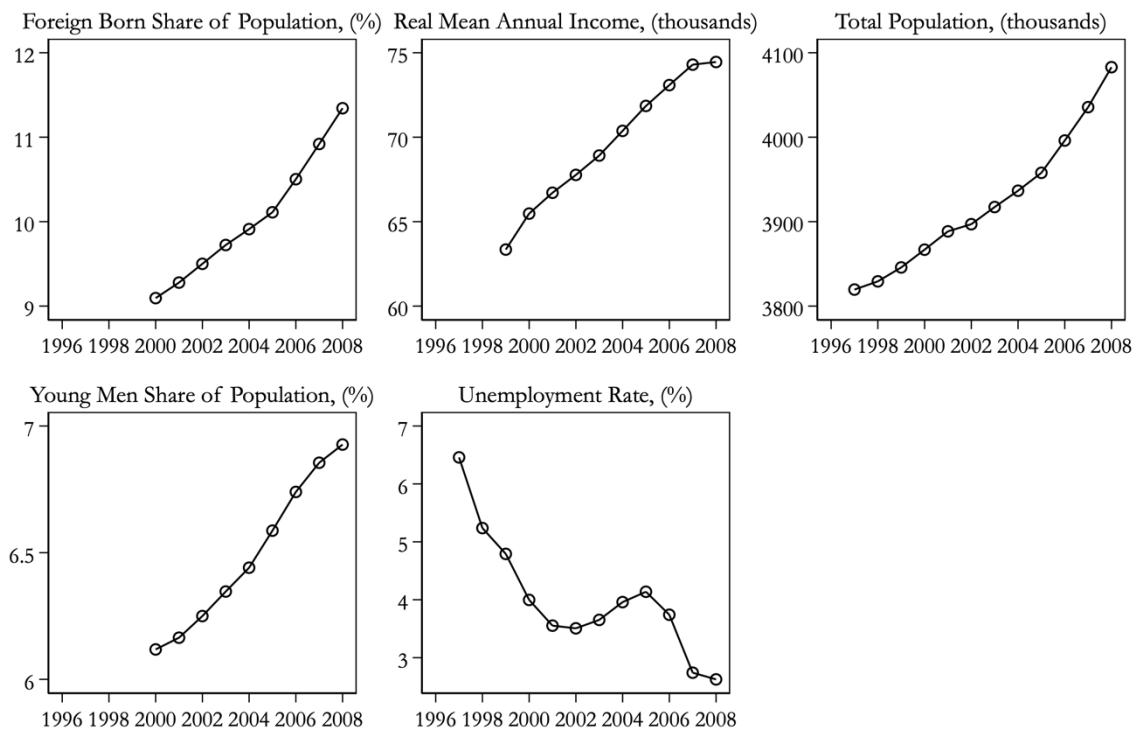 Foreign Born Share of Population, (%)
12
11
10
9
1996 1998 2000 2002 2004 2006 2008
Real Mean Annual Income, (thousands)
75
70
65
60
1996 1998 2000 2002 2004 2006 2008
Total Population, (thousands)
4100
4000
3900
3800
1996 1998 2000 2002 2004 2006 2008
Young Men Share of Population, (%)
7
6.5
6
1996 1998 2000 2002 2004 2006 2008
Unemployment Rate, (%)
7
6
5
4
3
1996 1998 2000 2002 2004 2006 2008